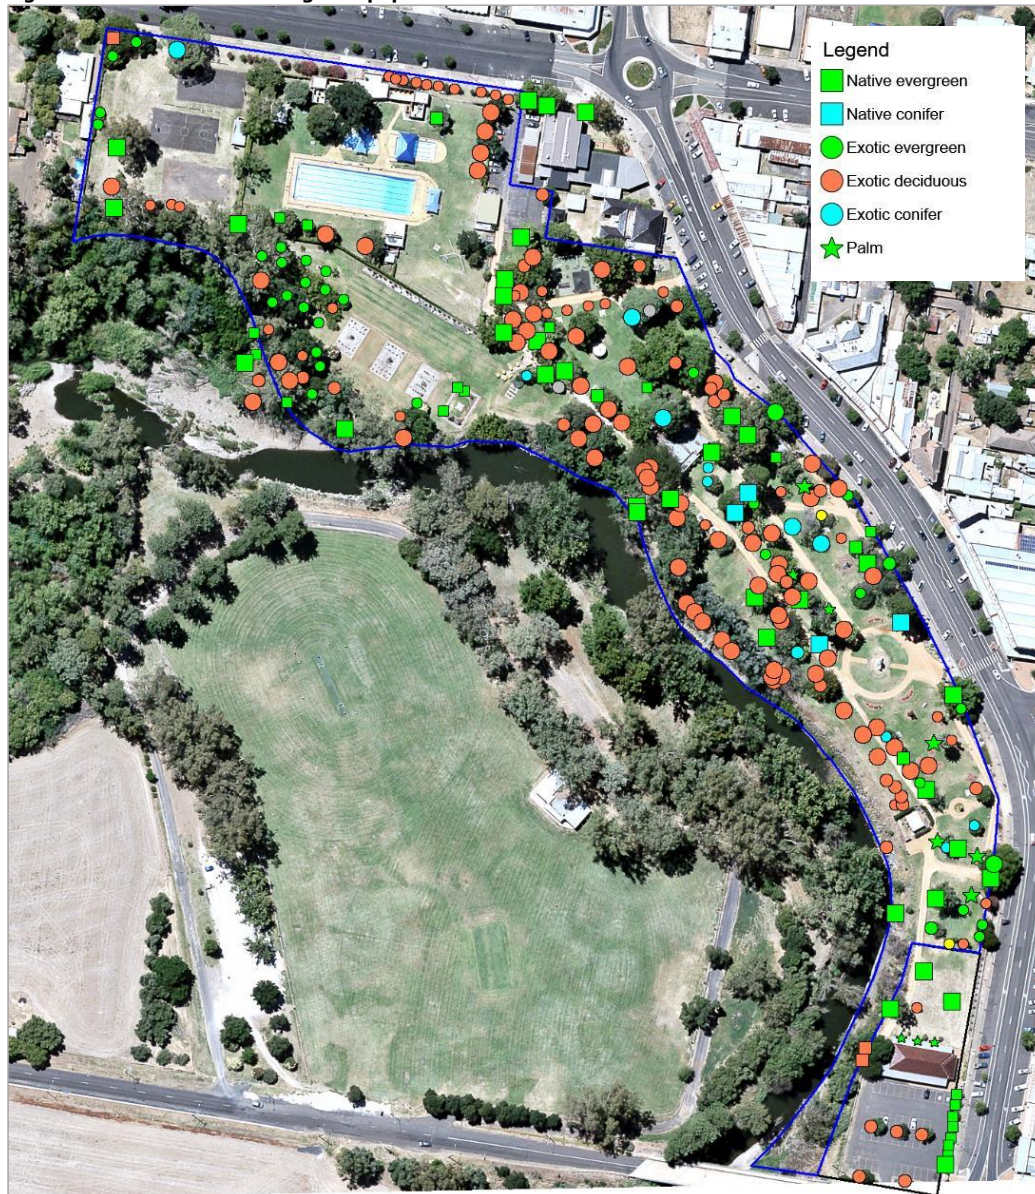 Legend
Native evergreen
Native conifer
Exotic evergreen
Exotic deciduous
Exotic conifer
Palm